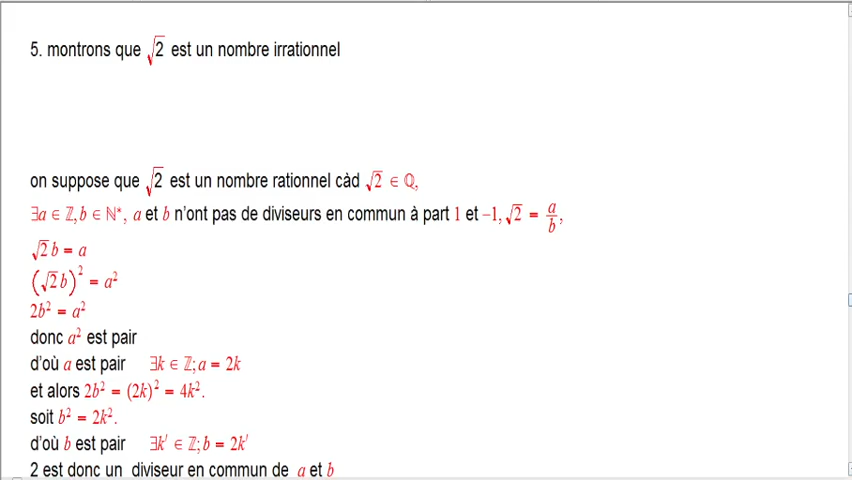 5. montrons que √2 est un nombre irrationnel
on suppose que √2 est un nombre rationnel càd √2 ∈ ℚ,
∃a ∈ ℤ, b ∈ ℕ*, a et b n’ont pas de diviseurs en commun à part 1 et −1, √2 = a/b,
√2 b = a
(√2 b)² = a²
2b² = a²
donc a² est pair
d’où a est pair ∃k ∈ ℤ; a = 2k
et alors 2b² = (2k)² = 4k².
soit b² = 2k².
d’où b est pair ∃k′ ∈ ℤ; b = 2k′
2 est donc un diviseur en commun de a et b